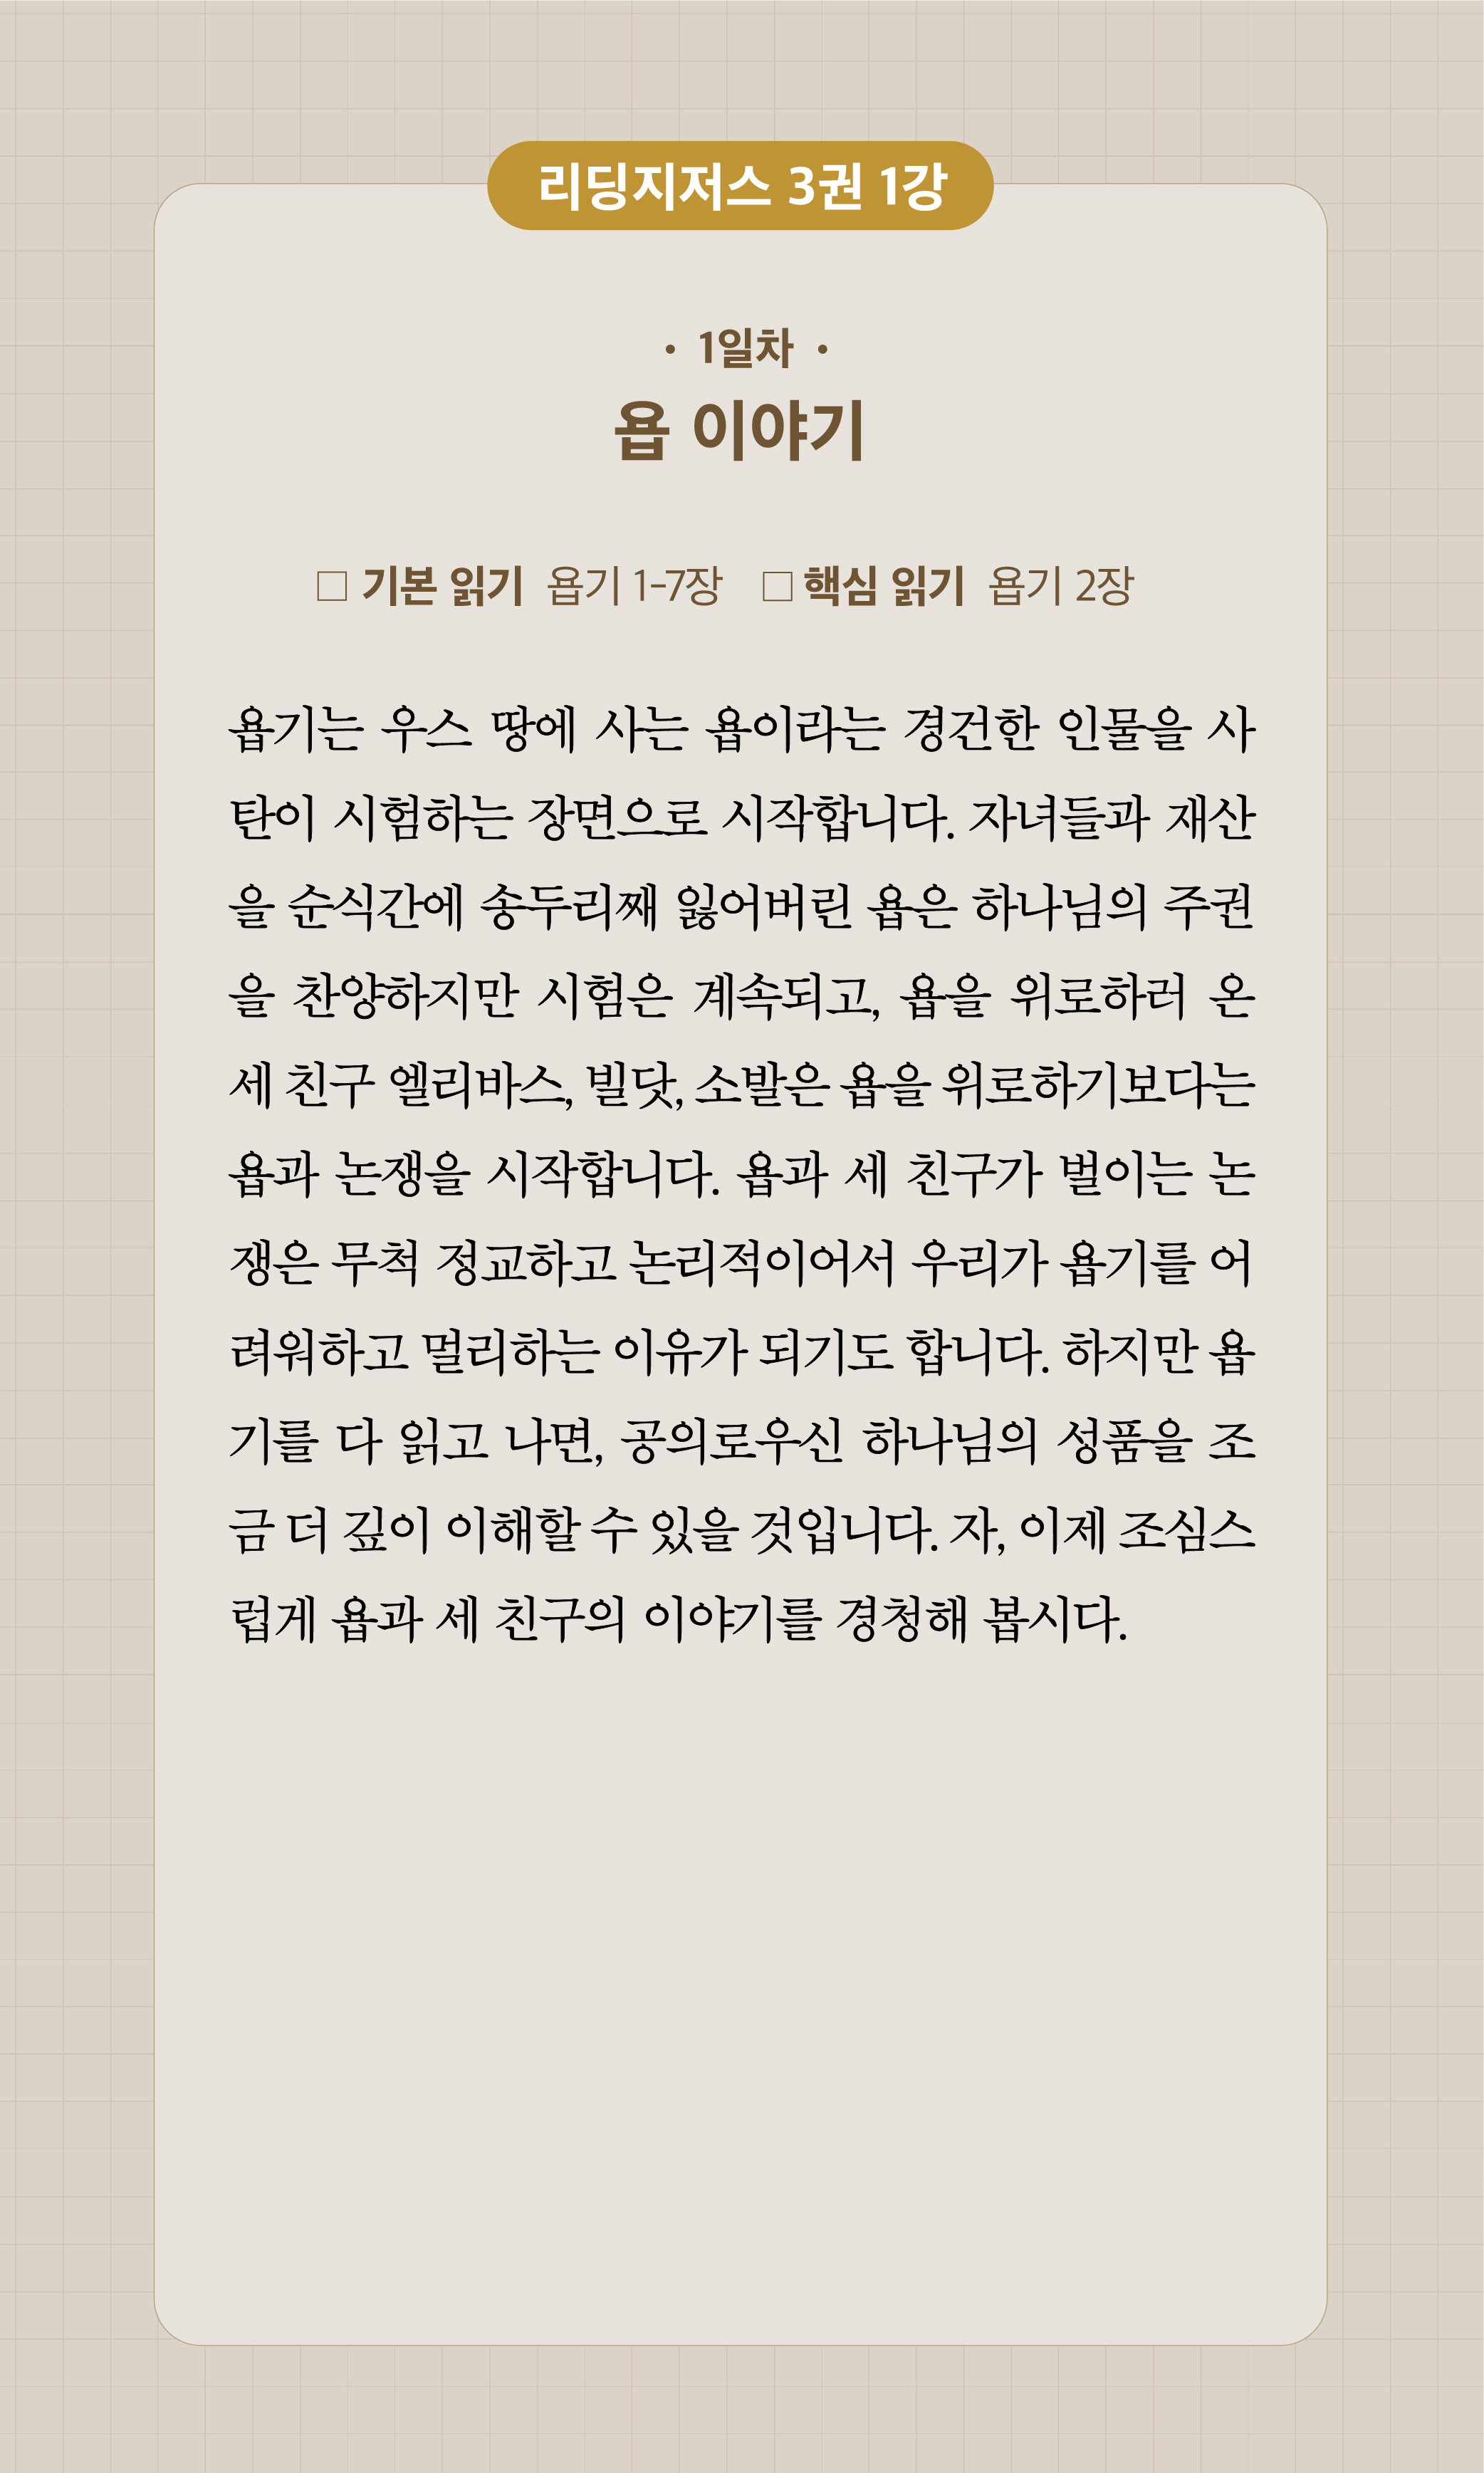 리딩지저스 3권 1강
· 1일차 ·
욥 이야기
□ 기본 읽기 욥기 1-7장 □ 핵심 읽기 욥기 2장
욥기는 우스 땅에 사는 욥이라는 경건한 인물을 사
탄이 시험하는 장면으로 시작합니다. 자녀들과 재산
을 순식간에 송두리째 잃어버린 욥은 하나님의 주권
을 찬양하지만 시험은 계속되고, 욥을 위로하러 온
세 친구 엘리바스, 빌닷, 소발은 욥을 위로하기보다는
욥과 논쟁을 시작합니다. 욥과 세 친구가 벌이는 논
쟁은 무척 정교하고 논리적이어서 우리가 욥기를 어
려워하고 멀리하는 이유가 되기도 합니다. 하지만 욥
기를 다 읽고 나면, 공의로우신 하나님의 성품을 조
금 더 깊이 이해할 수 있을 것입니다. 자, 이제 조심스
럽게 욥과 세 친구의 이야기를 경청해 봅시다.